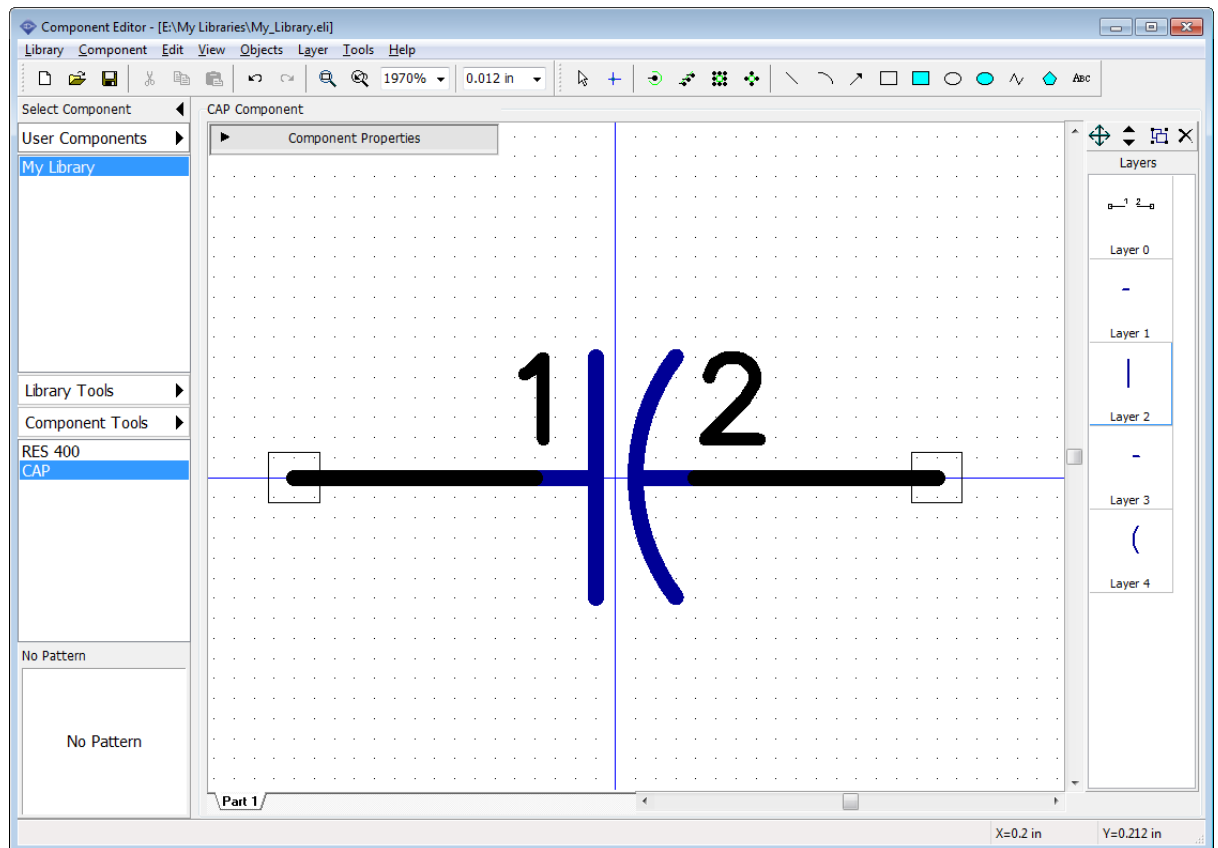 Component Editor - [E:\My Libraries\My_Library.eli]
Library Component Edit View Objects Layer Tools Help
1970% 0.012 in ABC
Select Component
CAP Component
User Components
Component Properties
My Library
Layers
1 2
Layer 0
Layer 1
1 2
Layer 2
Library Tools
Component Tools
RES 400
CAP
Layer 3
Layer 4
No Pattern
No Pattern
Part 1
X=0.2 in Y=0.212 in